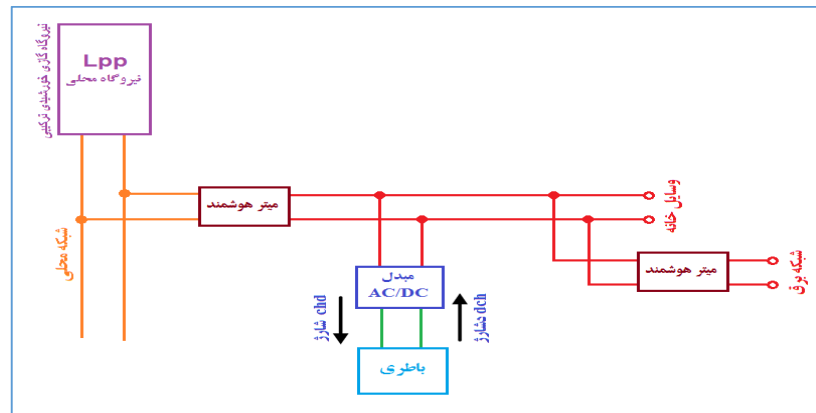 Lpp
نیروگاه محلی
نیروگاه گازی خورشیدی ترکیبی
میتر هوشمند
شبکه محلی
وسایل خانه
میتر هوشمند
شبکه برق
مبدل
AC/DC
شارژ chd
دشارژ dch
باطری